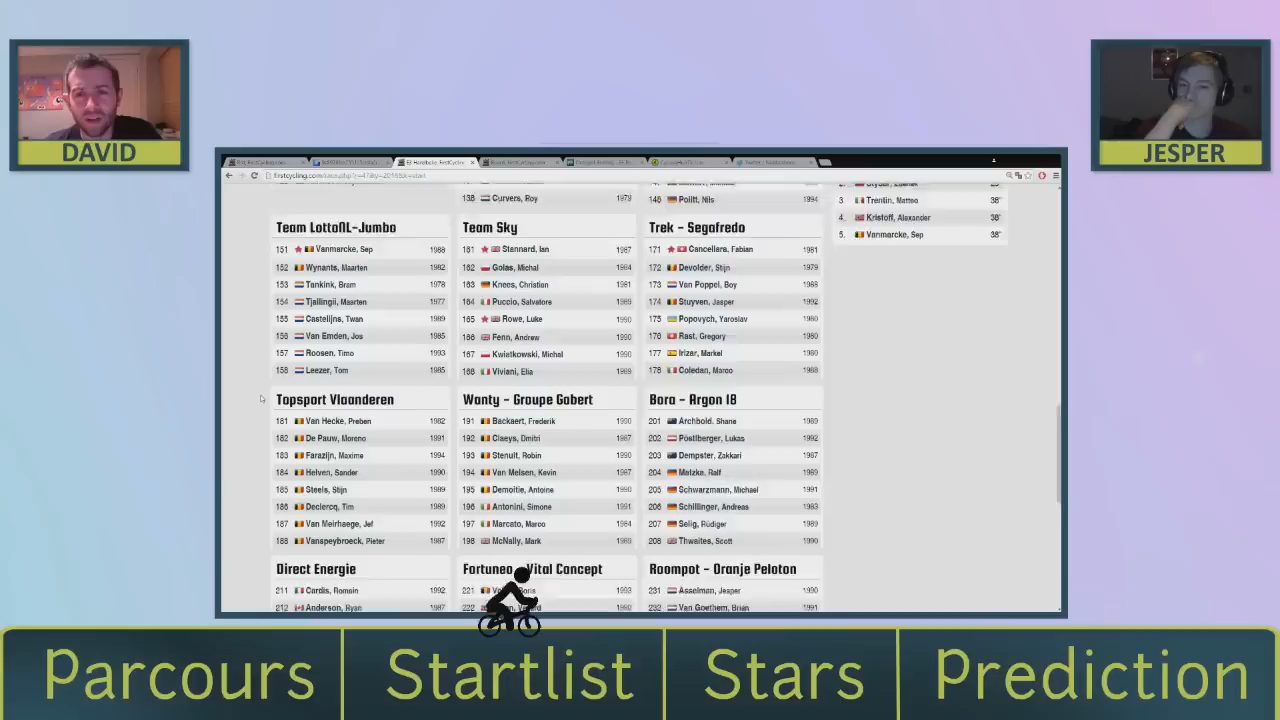 DAVID
JESPER
138 Curvers, Roy 1979
148 Politt, Nils 1994
3. Trentin, Matteo 38"
4. Kristoff, Alexander 38"
5. Vanmarcke, Sep 38"
Team LottoNL-Jumbo
151 Vanmarcke, Sep 1988
152 Wynants, Maarten 1982
153 Tankink, Bram 1978
154 Tjallingii, Maarten 1977
155 Castelijns, Twan 1989
156 Van Emden, Jos 1985
157 Roosen, Timo 1993
158 Leezer, Tom 1985
Team Sky
161 Stannard, Ian 1987
162 Golas, Michal 1984
163 Knees, Christian 1981
164 Puccio, Salvatore 1989
165 Rowe, Luke 1990
166 Fenn, Andrew 1990
167 Kwiatkowski, Michal 1990
168 Viviani, Elia 1989
Trek - Segafredo
171 Cancellara, Fabian 1981
172 Devolder, Stijn 1979
173 Van Poppel, Boy 1988
174 Stuyven, Jasper 1992
175 Popovych, Yaroslav 1980
176 Rast, Gregory 1980
177 Irizar, Markel 1980
178 Coledan, Marco 1988
Topsport Vlaanderen
181 Van Hecke, Preben 1982
182 De Pauw, Moreno 1991
183 Farazijn, Maxime 1994
184 Helven, Sander 1990
185 Steels, Stijn 1989
186 Declercq, Tim 1989
187 Van Meirhaege, Jef 1992
188 Vanspeybroeck, Pieter 1987
Wanty - Groupe Gobert
191 Backaert, Frederik 1990
192 Claeys, Dimitri 1987
193 Stenuit, Robin 1990
194 Van Melsen, Kevin 1987
195 Demoitie, Antoine 1990
196 Antonini, Simone 1991
197 Marcato, Marco 1984
198 McNally, Mark 1989
Bora - Argon 18
201 Archbold, Shane 1989
202 Pöstlberger, Lukas 1992
203 Dempster, Zakkari 1987
204 Matzka, Ralf 1989
205 Schwarzmann, Michael 1991
206 Schillinger, Andreas 1983
207 Selig, Rüdiger 1989
208 Thwaites, Scott 1990
Direct Energie
211 Cardis, Romain 1992
212 Anderson, Ryan 1987
Fortuneo Vital Concept
221 1993
222
Roompot - Oranje Peloton
231 Asselman, Jesper 1990
232 Van Goethem, Brian 1991
Parcours
Startlist
Stars
Prediction